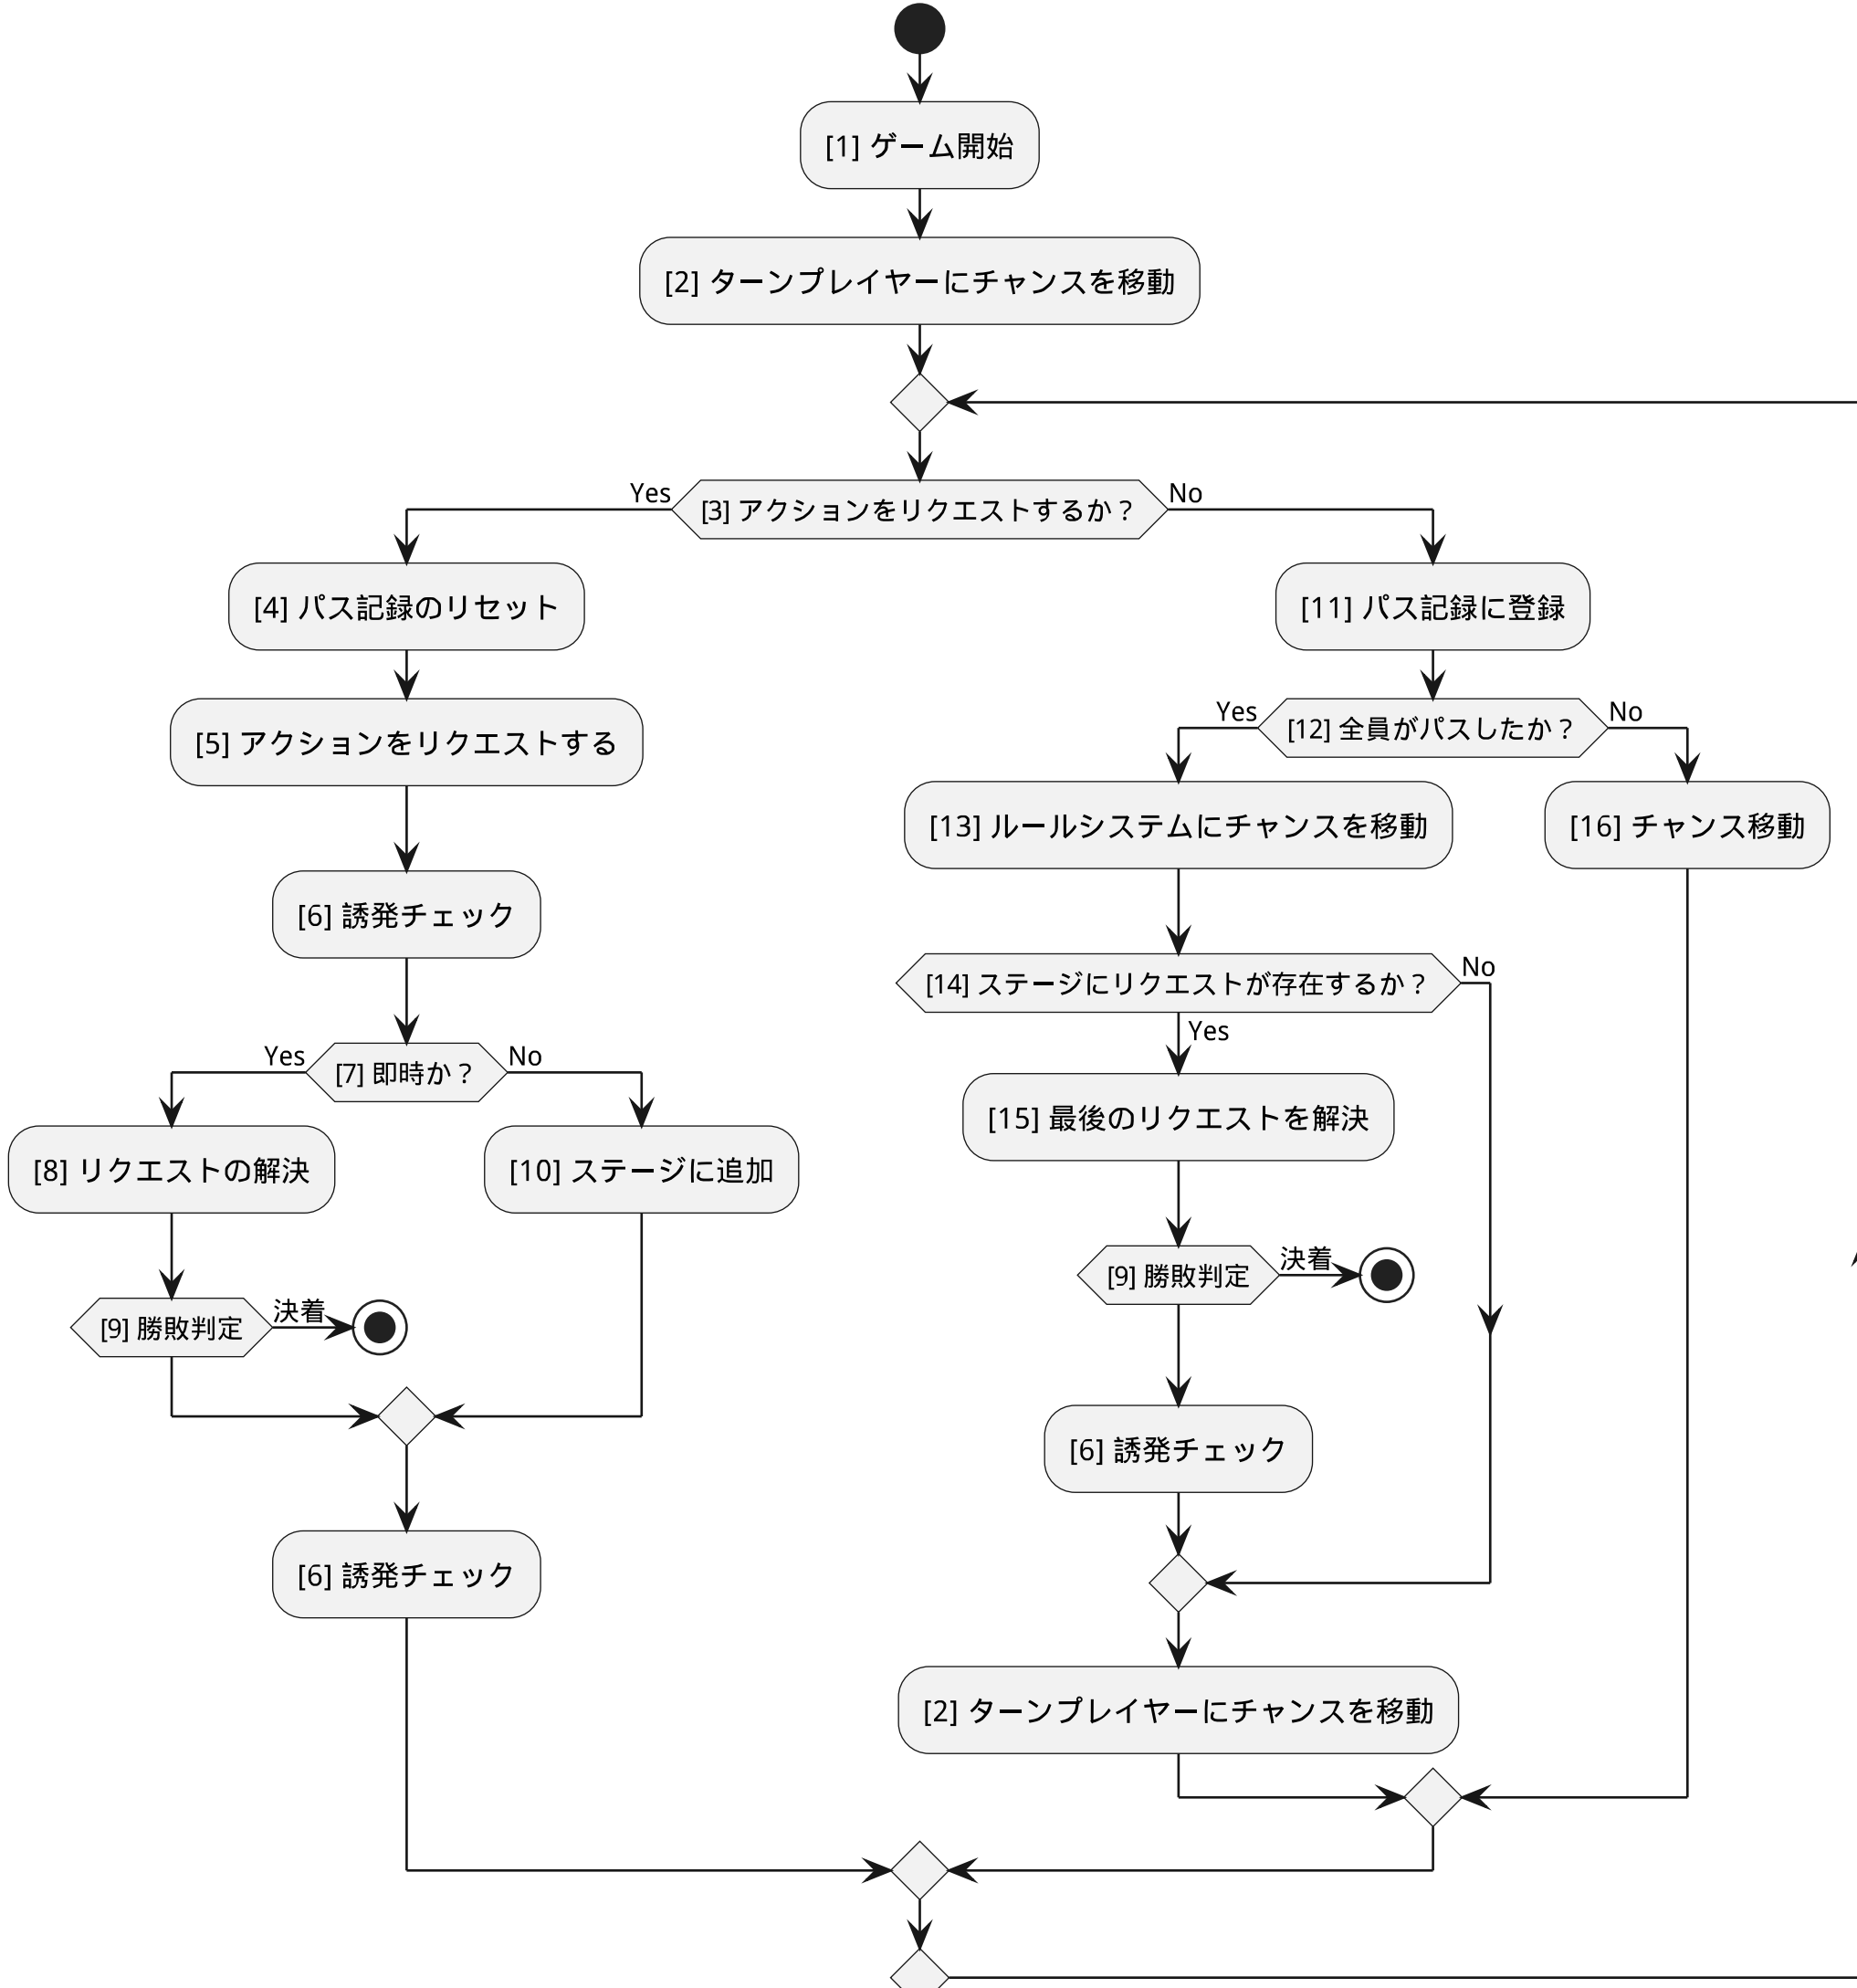 [1] ゲーム開始
[2] ターンプレイヤーにチャンスを移動
Yes
[3] アクションをリクエストするか？
No
[4] パス記録のリセット
[5] アクションをリクエストする
[6] 誘発チェック
Yes
[7] 即時か？
No
[8] リクエストの解決
[9] 勝敗判定
決着
[10] ステージに追加
[6] 誘発チェック
[11] パス記録に登録
Yes
[12] 全員がパスしたか？
No
[13] ルールシステムにチャンスを移動
[14] ステージにリクエストが存在するか？
No
Yes
[15] 最後のリクエストを解決
[9] 勝敗判定
決着
[6] 誘発チェック
[2] ターンプレイヤーにチャンスを移動
[16] チャンス移動